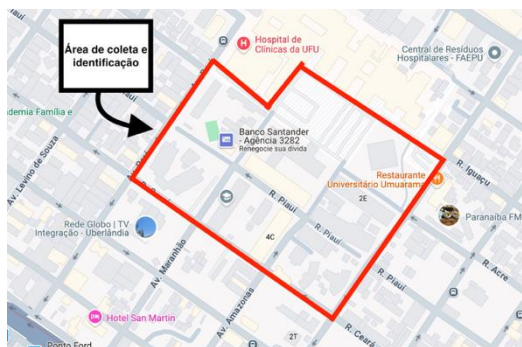 Área de coleta e
identificação
Hospital de
Clínicas da UFU
Central de Resíduos
Hospitalares - FAEPU
ademia Família e
Av. Levino de Souza
Banco Santander
- Agência 3282
Renegocie sua dívida
Restaurante
Universitário Umuarama
R. Iguaçu
2E
Paranaíba FM
R. Piauí
Rede Globo | TV
Integração - Uberlândia
4C
R. Piauí
Av. Maranhão
R. Piauí
R. Acre
Av. Amazonas
Hotel San Martin
2T
R. Ceará
Ponto Ford